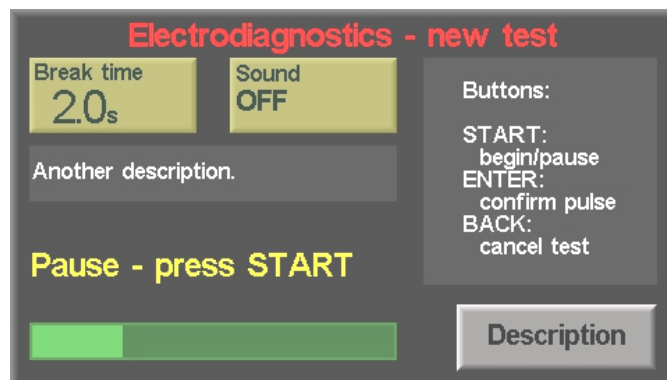 Electrodiagnostics - new test
Break time
2.0s
Sound
OFF
Another description.
Pause - press START
Buttons:
START:
begin/pause
ENTER:
confirm pulse
BACK:
cancel test
Description